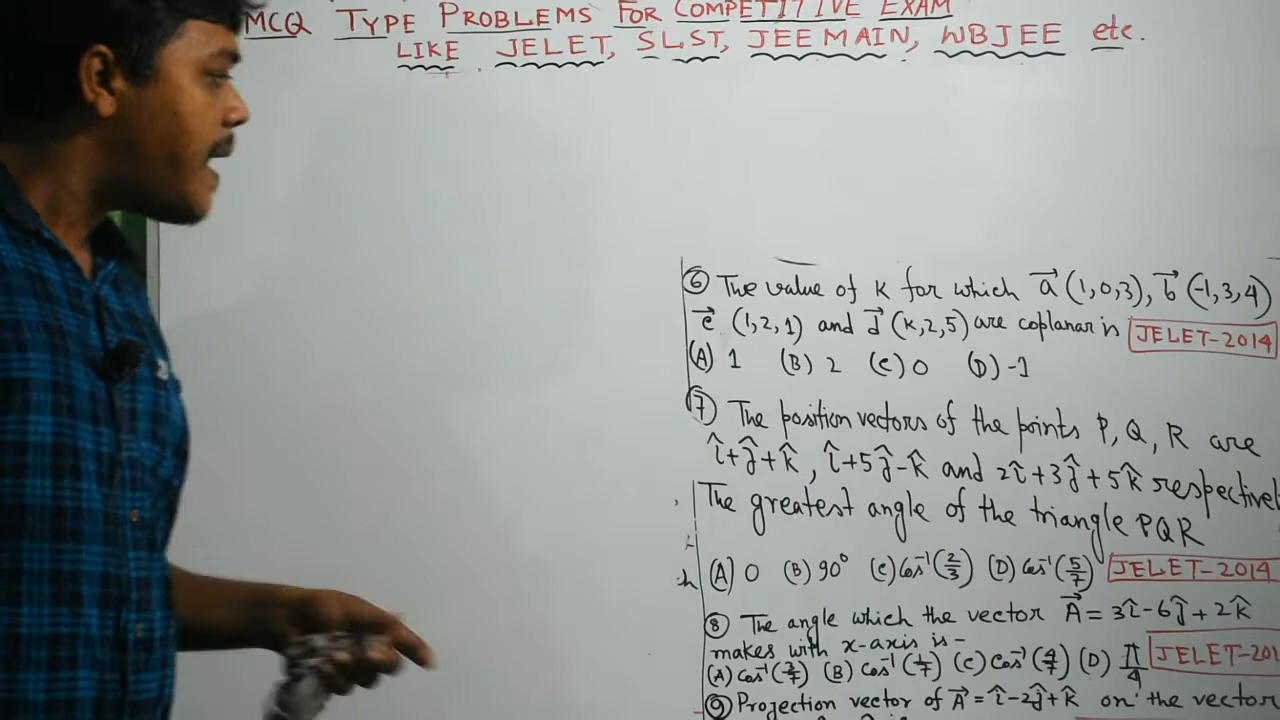 MCQ TYPE PROBLEMS FOR COMPETITIVE EXAM
LIKE JELET, SLST, JEE MAIN, WBJEE etc.
⑥ The value of K for which a⃗ (1,0,3), b⃗ (-1,3,4)
c⃗ (1,2,1) and d⃗ (K,2,5) are coplanar is JELET-2014
(A) 1 (B) 2 (C) 0 (D) -1
⑦ The position vectors of the points P, Q, R are
î+ĵ+k̂, î+5ĵ-k̂ and 2î+3ĵ+5k̂ respectivel
The greatest angle of the triangle PQR
(A) 0 (B) 90° (C) cos⁻¹(2/3) (D) cos⁻¹(5/7) JELET-2014
⑧ The angle which the vector A⃗ = 3î-6ĵ+2k̂
makes with x-axis is- JELET-201
(A) cos⁻¹(3/7) (B) cos⁻¹(1/7) (C) cos⁻¹(4/7) (D) π/4
⑨ Projection vector of A⃗ = î-2ĵ+k̂ on the vector